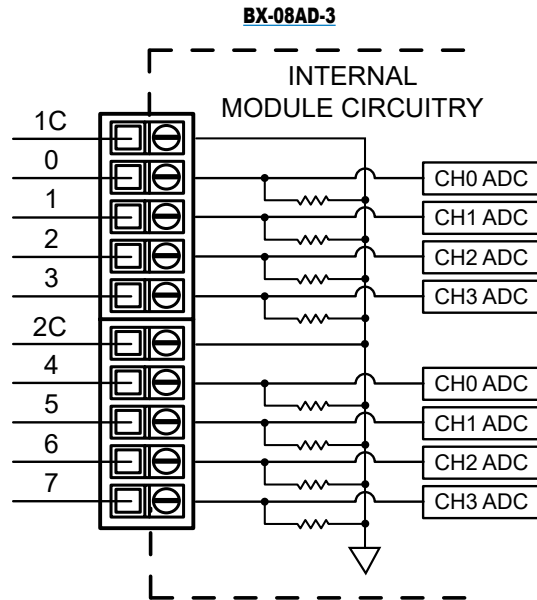 BX-08AD-3
INTERNAL
MODULE CIRCUITRY
1C
0
CH0 ADC
1
CH1 ADC
2
CH2 ADC
3
CH3 ADC
2C
4
CH0 ADC
5
CH1 ADC
6
CH2 ADC
7
CH3 ADC